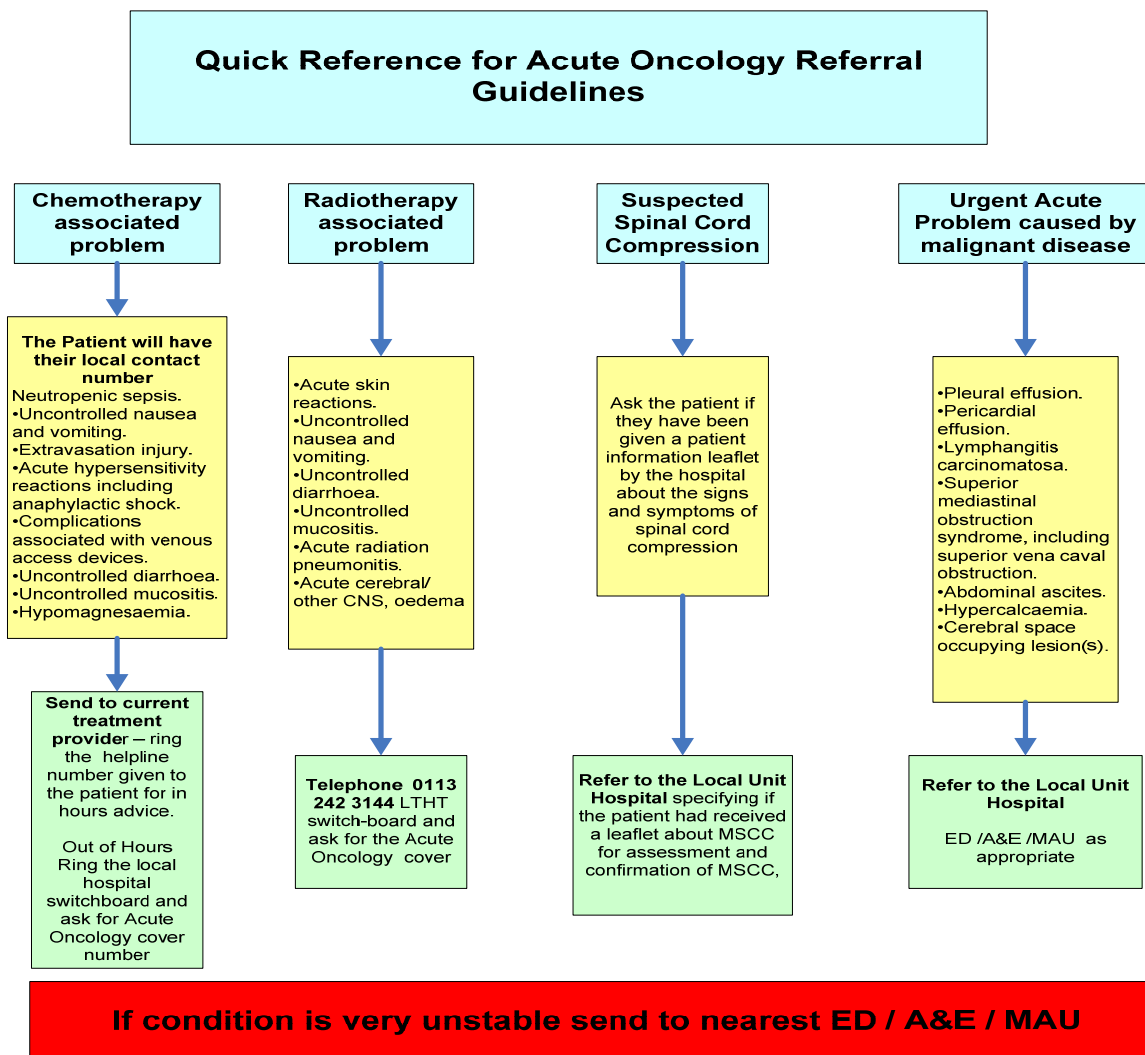 Quick Reference for Acute Oncology Referral
Guidelines
Chemotherapy
associated
problem
The Patient will have
their local contact
number
Neutropenic sepsis.
•Uncontrolled nausea
and vomiting.
•Extravasation injury.
•Acute hypersensitivity
reactions including
anaphylactic shock.
•Complications
associated with venous
access devices.
•Uncontrolled diarrhoea.
•Uncontrolled mucositis.
•Hypomagnesaemia.
Send to current
treatment
provider – ring
the helpline
number given to
the patient for in
hours advice.
Out of Hours
Ring the local
hospital
switchboard and
ask for Acute
Oncology cover
number
Radiotherapy
associated
problem
•Acute skin
reactions.
•Uncontrolled
nausea and
vomiting.
•Uncontrolled
diarrhoea.
•Uncontrolled
mucositis.
•Acute radiation
pneumonitis.
•Acute cerebral/
other CNS, oedema
Telephone 0113
242 3144 LTHT
switch-board and
ask for the Acute
Oncology cover
Suspected
Spinal Cord
Compression
Ask the patient if
they have been
given a patient
information leaflet
by the hospital
about the signs
and symptoms of
spinal cord
compression
Refer to the Local Unit
Hospital specifying if
the patient had received
a leaflet about MSCC
for assessment and
confirmation of MSCC,
Urgent Acute
Problem caused by
malignant disease
•Pleural effusion.
•Pericardial
effusion.
•Lymphangitis
carcinomatosa.
•Superior
mediastinal
obstruction
syndrome, including
superior vena caval
obstruction.
•Abdominal ascites.
•Hypercalcaemia.
•Cerebral space
occupying lesion(s).
Refer to the Local Unit
Hospital
ED /A&E /MAU as
appropriate
If condition is very unstable send to nearest ED / A&E / MAU